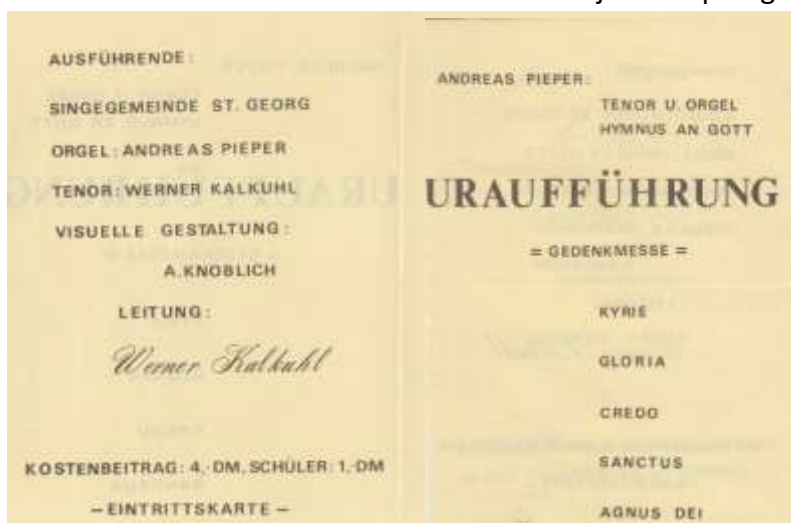 AUSFÜHRENDE:
SINGEGEMEINDE ST. GEORG
ORGEL: ANDREAS PIEPER
TENOR: WERNER KALKUHL
VISUELLE GESTALTUNG:
A. KNOBLICH
LEITUNG:
Werner Kalkuhl
KOSTENBEITRAG: 4,-DM, SCHÜLER: 1,-DM
– EINTRITTSKARTE –
ANDREAS PIEPER:
TENOR U. ORGEL
HYMNUS AN GOTT
URAUFFÜHRUNG
= GEDENKMESSE =
KYRIE
GLORIA
CREDO
SANCTUS
AGNUS DEI